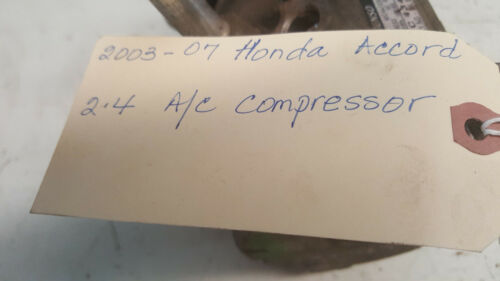 2003-07 Honda Accord
2.4 A/c compressor